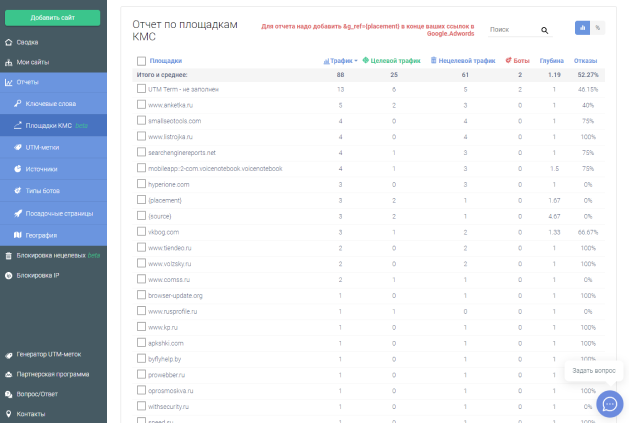 Добавить сайт
Сводка
Мои сайты
Отчеты
Ключевые слова
Площадки КМС beta
UTM-метки
Источники
Типы ботов
Посадочные страницы
География
Блокировка нецелевых beta
Блокировка IP
Генератор UTM-меток
Партнерская программа
Вопрос/Ответ
Контакты
Отчет по площадкам
КМС
Для отчета надо добавить &g_ref={placement} в конце ваших ссылок в
Google.Adwords
Поиск
%
Площадки Трафик Целевой трафик Нецелевой трафик Боты Глубина Отказы
Итого и среднее: 88 25 61 2 1.19 52.27%
UTM Term - не заполнен 13 6 5 2 1 46.15%
www.anketka.ru 5 2 3 0 1 40%
smallseotools.com 4 0 4 0 1 75%
www.listrojka.ru 4 0 4 0 1 100%
searchenginereports.net 4 1 3 0 1 75%
mobileapp::2-com.voicenotebook.voicenotebook 4 1 3 0 1.5 75%
hyperione.com 3 0 3 0 1 0%
{placement} 3 2 1 0 1.67 0%
{source} 3 2 1 0 4.67 0%
vkbog.com 3 1 2 0 1.33 66.67%
www.tiendeo.ru 2 0 2 0 1 100%
www.volzsky.ru 2 0 2 0 1 100%
www.comss.ru 2 1 1 0 1 0%
browser-update.org 1 0 1 0 1 100%
www.rusprofile.ru 1 1 0 0 1 0%
www.kp.ru 1 0 1 0 1 100%
apkshki.com 1 0 1 0 1 100%
byflyhelp.by 1 0 1 0 1 100%
prowebber.ru 1 0 1 0 1 100%
oprosmoskva.ru 1 0 1 0 1 100%
withsecurity.ru 1 0 1 0 1 0%
Задать вопрос